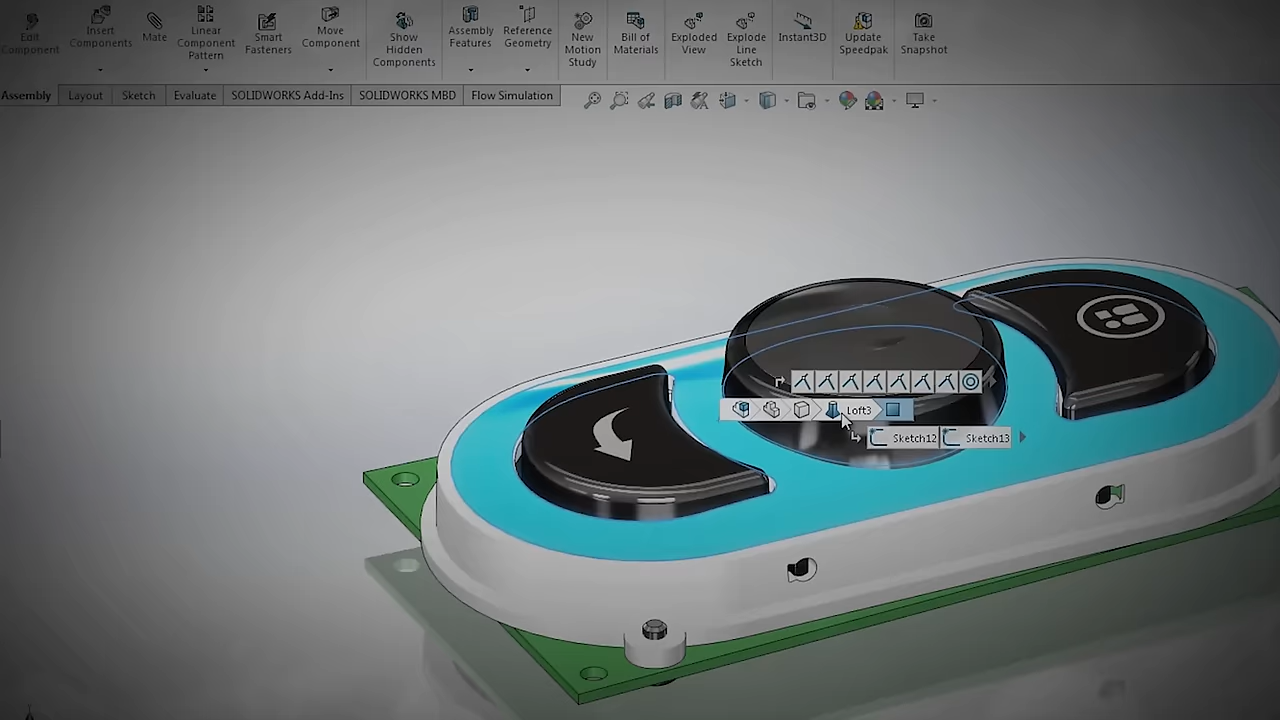 Edit Component
Insert Components
Mate
Linear Component Pattern
Smart Fasteners
Move Component
Show Hidden Components
Assembly Features
Reference Geometry
New Motion Study
Bill of Materials
Exploded View
Explode Line Sketch
Instant3D
Update Speedpak
Take Snapshot
Assembly Layout Sketch Evaluate SOLIDWORKS Add-Ins SOLIDWORKS MBD Flow Simulation
Loft3
Sketch12 Sketch13